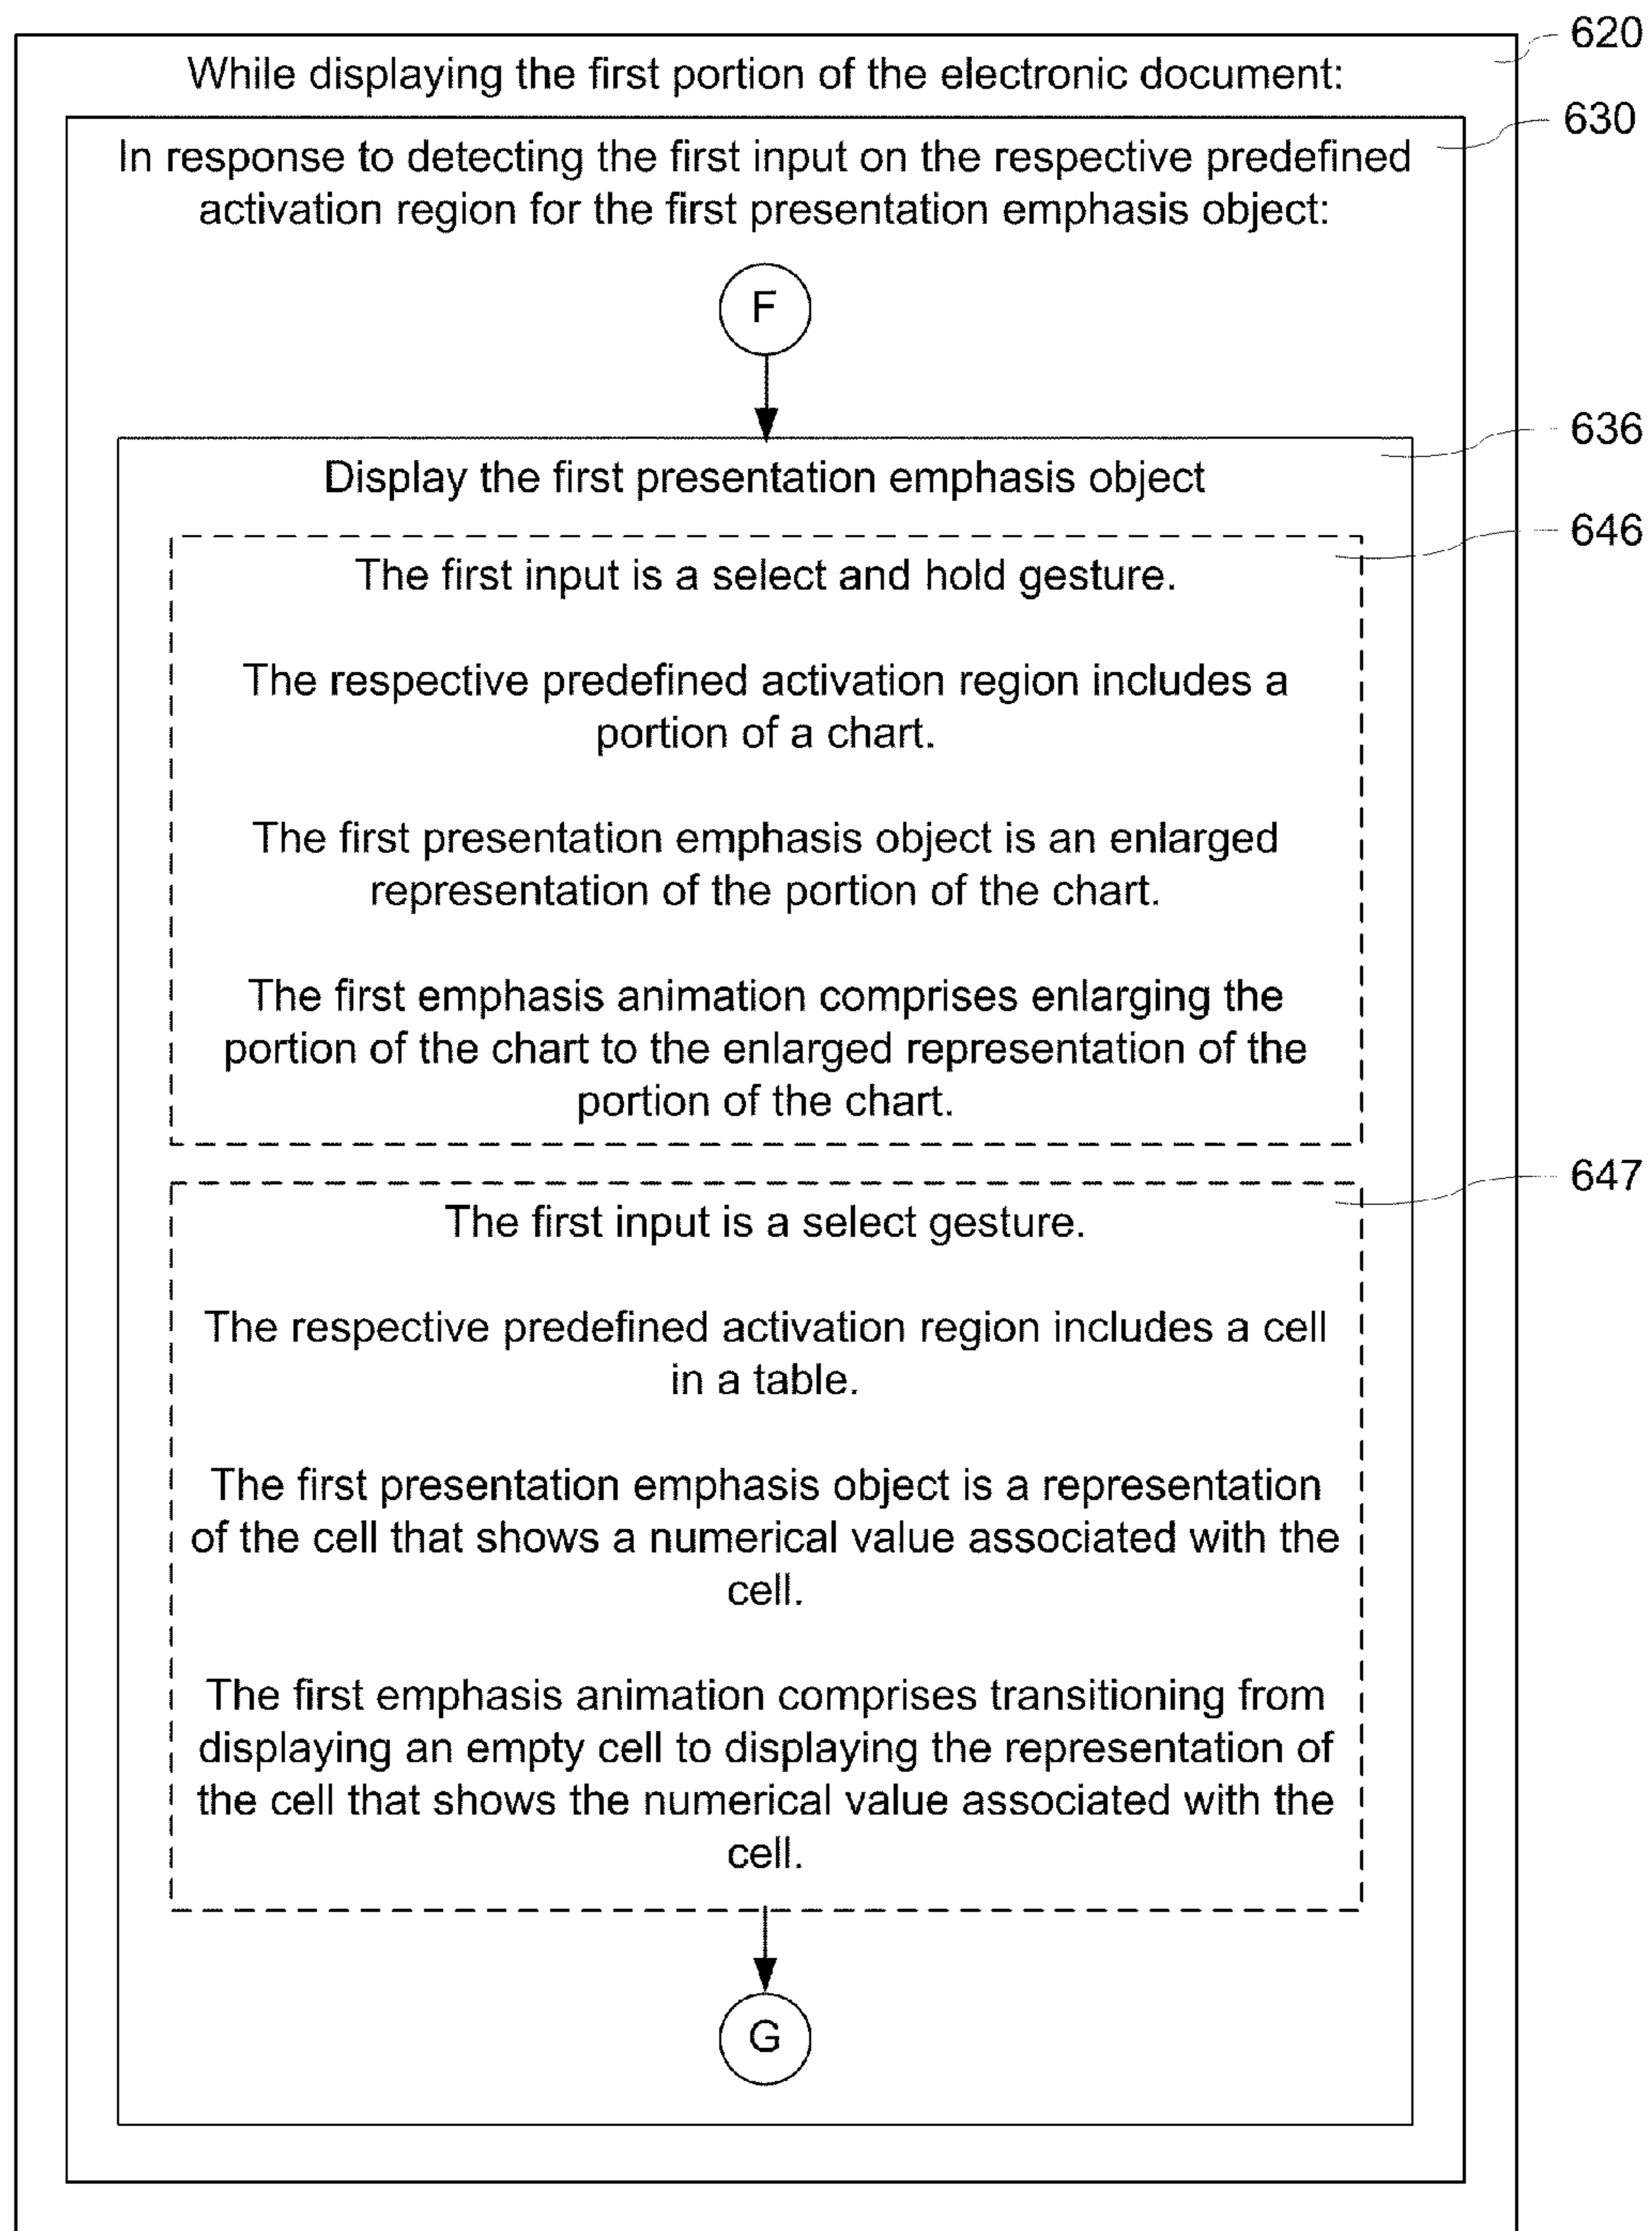 620
While displaying the first portion of the electronic document:
630
In response to detecting the first input on the respective predefined
activation region for the first presentation emphasis object:
F
636
Display the first presentation emphasis object
646
The first input is a select and hold gesture.
The respective predefined activation region includes a
portion of a chart.
The first presentation emphasis object is an enlarged
representation of the portion of the chart.
The first emphasis animation comprises enlarging the
portion of the chart to the enlarged representation of the
portion of the chart.
647
The first input is a select gesture.
The respective predefined activation region includes a cell
in a table.
The first presentation emphasis object is a representation
of the cell that shows a numerical value associated with the
cell.
The first emphasis animation comprises transitioning from
displaying an empty cell to displaying the representation of
the cell that shows the numerical value associated with the
cell.
G